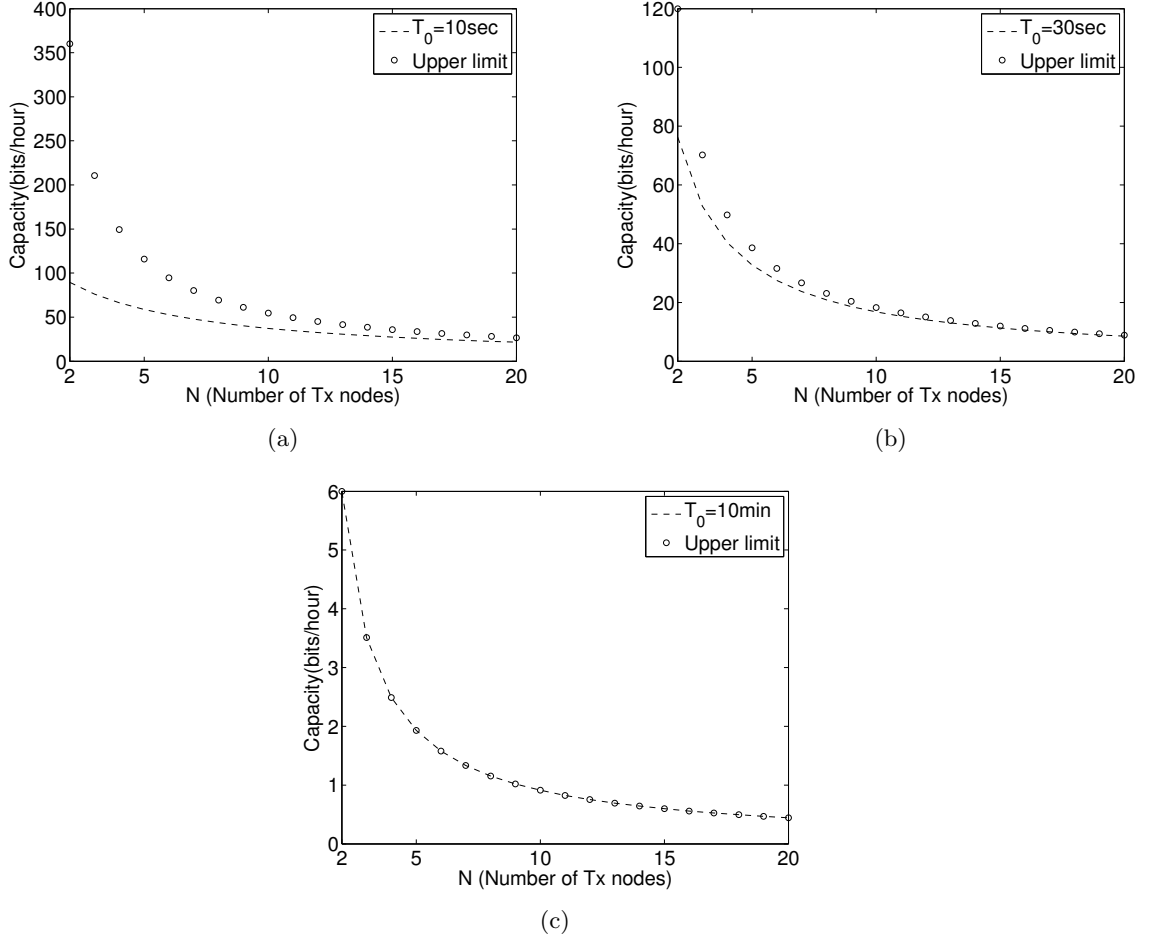 400
350
300
250
200
150
100
50
0
Capacity(bits/hour)
T_0=10sec
Upper limit
2 5 10 15 20
N (Number of Tx nodes)
(a)
120
100
80
60
40
20
0
Capacity(bits/hour)
T_0=30sec
Upper limit
2 5 10 15 20
N (Number of Tx nodes)
(b)
6
5
4
3
2
1
0
Capacity(bits/hour)
T_0=10min
Upper limit
2 5 10 15 20
N (Number of Tx nodes)
(c)